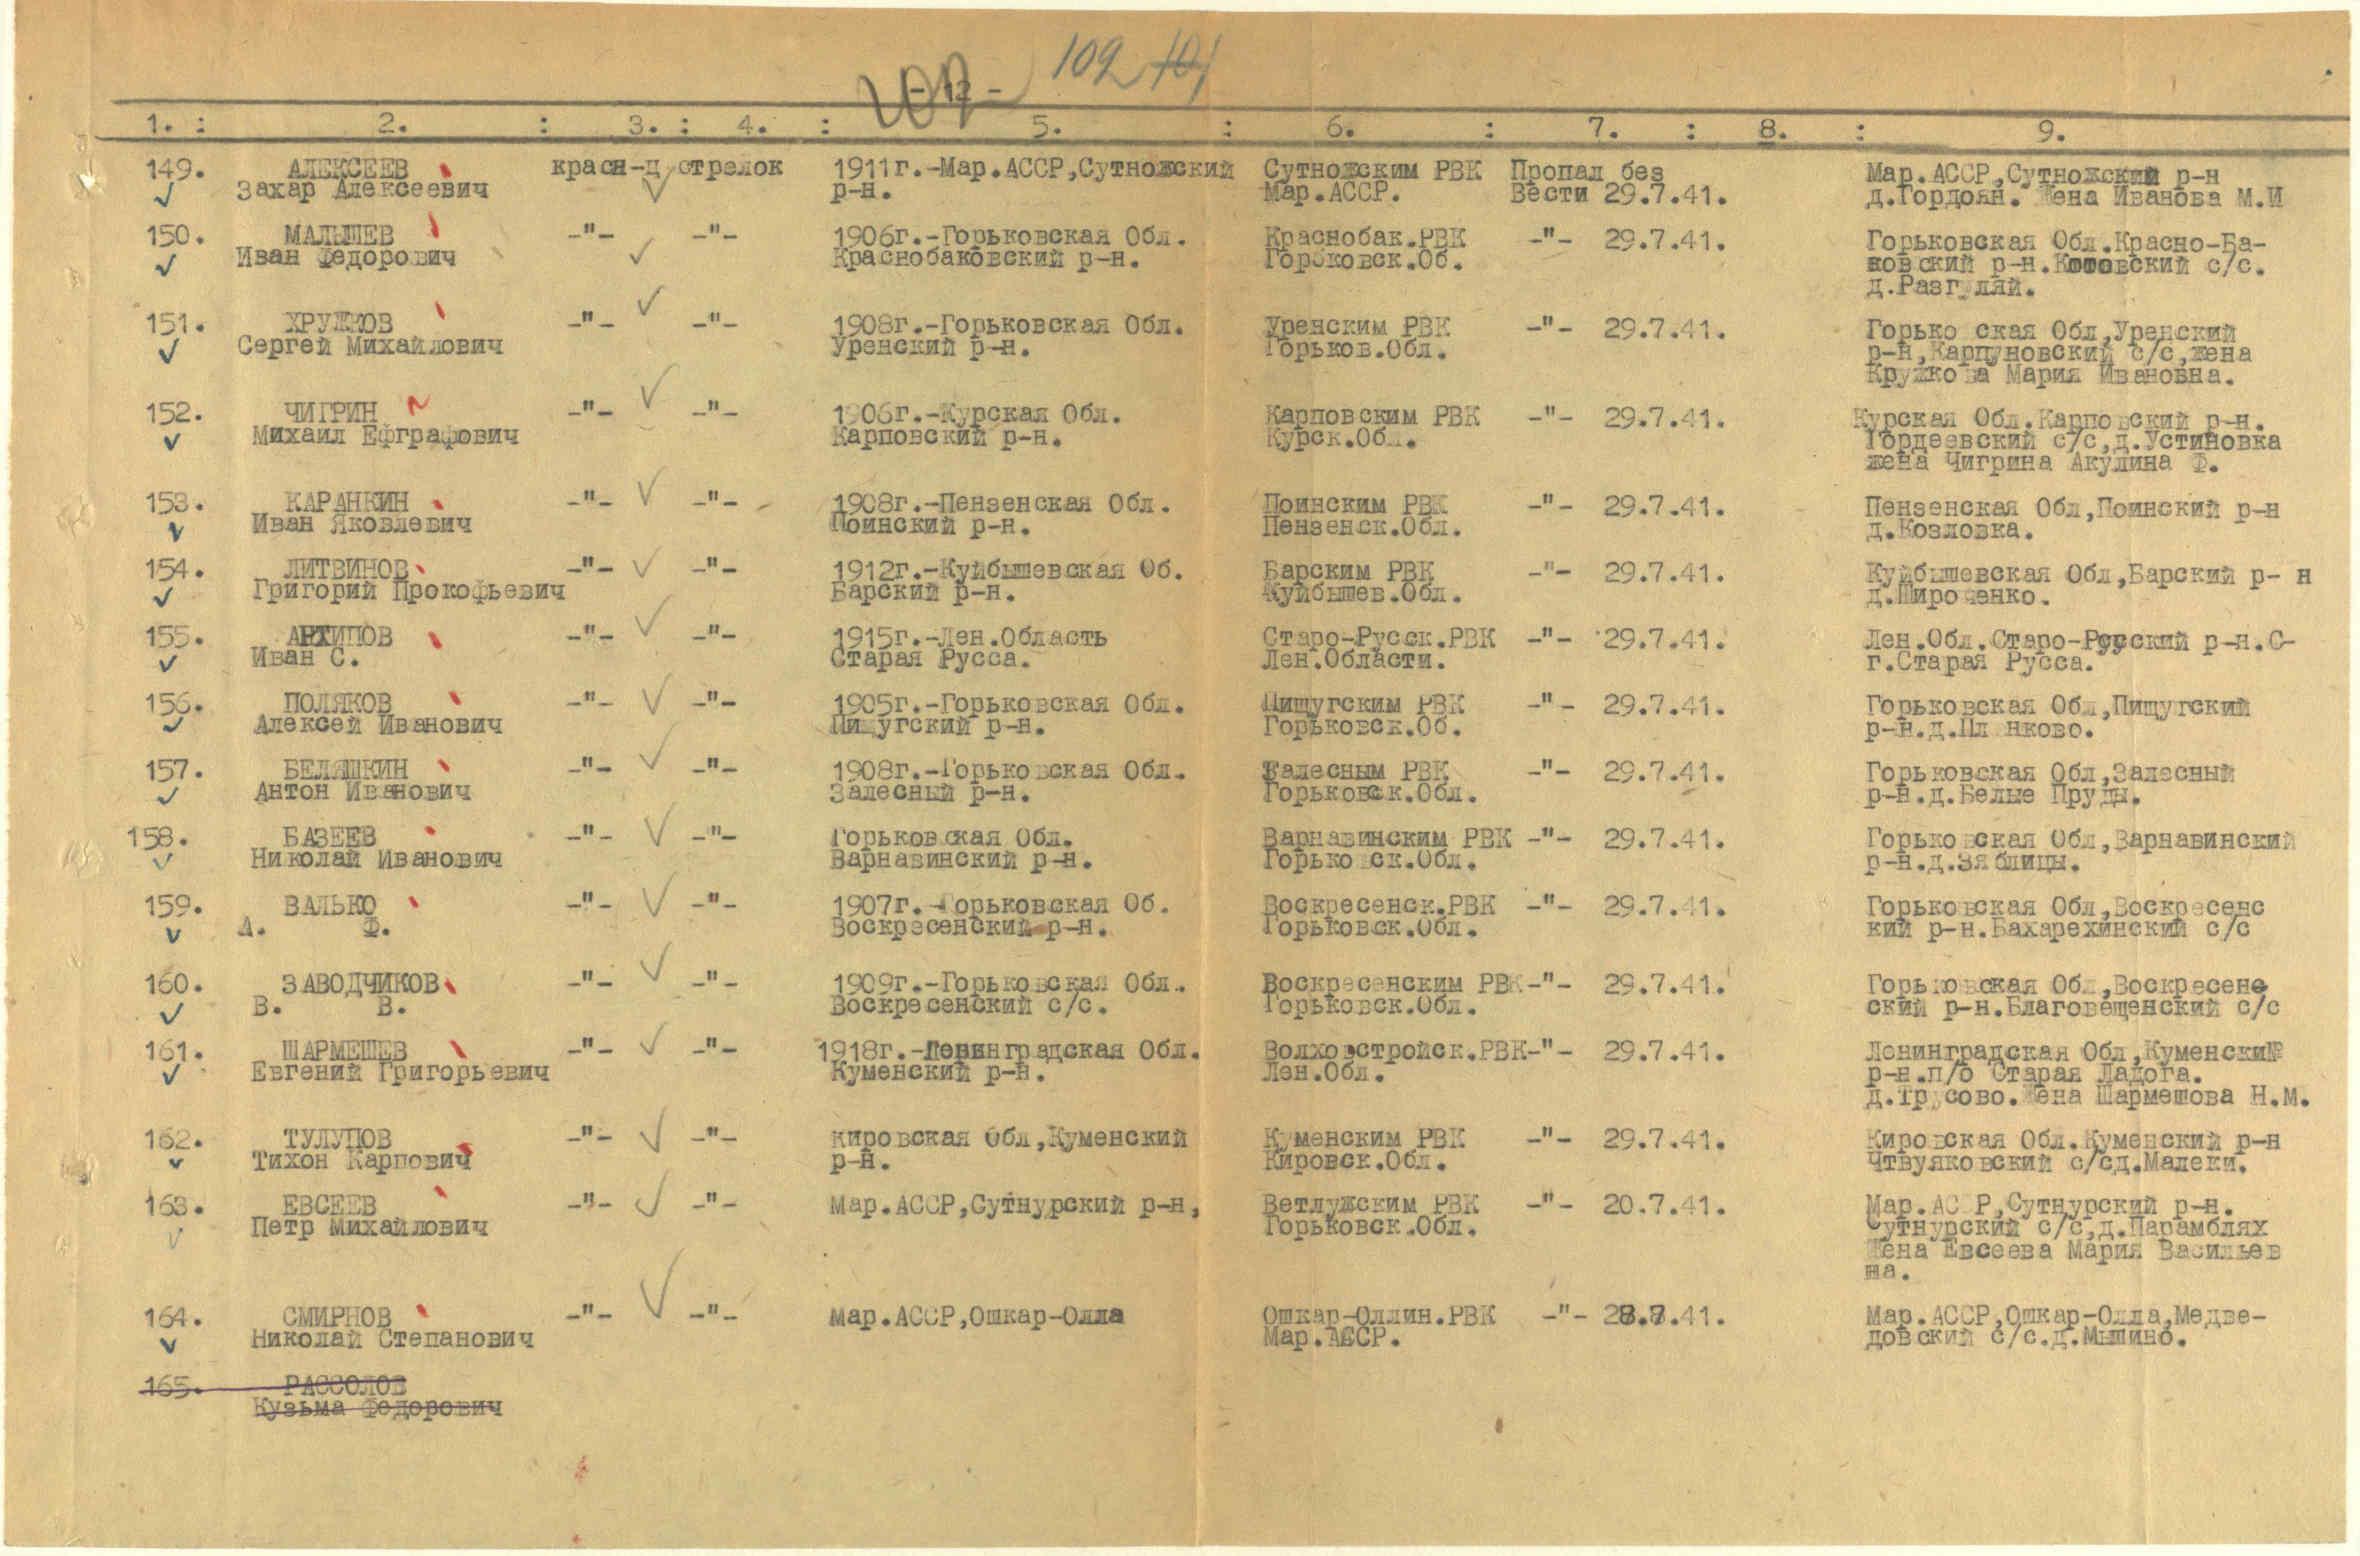 109 101
- 12 -
1. : 2. : 3. : 4. : 5. : 6. : 7. : 8. : 9.
149. АЛЕКСЕЕВ красн-ц стрелок 1911г.-Мар.АССР,Сутножский Сутножским РВК Пропал без Мар.АССР,Сутножский р-н
Захар Алексеевич р-н. Мар.АССР. Вести 29.7.41. д.Гордоян. Жена Иванова М.И
150. МАЛЫШЕВ -"- -"- 1906г.-Горьковская Обл. Краснобак.РВК -"- 29.7.41. Горьковская Обл.Красно-Ба-
Иван Федорович Краснобаковский р-н. Горьковск.Об. ковский р-н.Котовский с/с.
д.Разгуляй.
151. ХРУЖКОВ -"- -"- 1908г.-Горьковская Обл. Уренским РВК -"- 29.7.41. Горько ская Обл,Уренский
Сергей Михайлович Уренский р-н. Горьков.Обл. р-н,Карпуновский с/с,жена
Кружкова Мария Ивановна.
152. ЧИГРИН -"- -"- 1906г.-Курская Обл. Карповским РВК -"- 29.7.41. Курская Обл.Карповский р-н.
Михаил Ефграфович Карповский р-н. Курск.Обл. Гордеевский с/с,д.Устиновка
жена Чигрина Акулина Ф.
153. КАРАНКИН -"- -"- 1908г.-Пензенская Обл. Поинским РВК -"- 29.7.41. Пензенская Обл,Поинский р-н
Иван Яковлевич Поинский р-н. Пензенск.Обл. д.Козловка.
154. ЛИТВИНОВ -"- -"- 1912г.-Куйбышевская Об. Барским РВК -"- 29.7.41. Куйбышевская Обл,Барский р- н
Григорий Прокофьевич Барский р-н. Куйбышев.Обл. д.Широченко.
155. АРХИПОВ -"- -"- 1915г.-Лен.Область Старо-Русск.РВК -"- 29.7.41. Лен.Обл.Старо-Русский р-н.С-
Иван С. Старая Русса. Лен.Области. г.Старая Русса.
156. ПОЛЯКОВ -"- -"- 1905г.-Горьковская Обл. Пищугским РВК -"- 29.7.41. Горьковская Обл,Пищугский
Алексей Иванович Пищугский р-н. Горьковск.Об. р-н.д.Пл нково.
157. БЕЛЯШКИН -"- -"- 1908г.-Горьковская Обл. Залесным РВК -"- 29.7.41. Горьковская Обл,Залесный
Антон Иванович Залесный р-н. Горьковск.Обл. р-н.д.Белые Пруды.
158. БАЗЕЕВ -"- -"- Горьковская Обл. Варнавинским РВК -"- 29.7.41. Горьковская Обл,Варнавинский
Николай Иванович Варнавинский р-н. Горьковск.Обл. р-н.д.Зяблицы.
159. ВАЛЬКО -"- -"- 1907г.-Горьковская Об. Воскресенск.РВК -"- 29.7.41. Горьковская Обл,Воскресенс
А. Ф. Воскресенский р-н. Горьковск.Обл. кий р-н.Бахарехинский с/с
160. ЗАВОДЧИКОВ -"- -"- 1909г.-Горьковская Обл. Воскресенским РВК-"- 29.7.41. Горьковская Обл,Воскресене
В. В. Воскресенский с/с. Горьковск.Обл. ский р-н.Благовещенский с/с
161. ШАРМЕШЕВ -"- -"- 1918г.-Ленинградская Обл. Волховстройск.РВК-"- 29.7.41. Ленинградская Обл,Куменский
Евгений Григорьевич Куменский р-н. Лен.Обл. р-н.п/о Старая Ладога.
д.Трусово.Жена Шармешова Н.М.
162. ТУЛУПОВ -"- -"- Кировская Обл,Куменский Куменским РВК -"- 29.7.41. Кировская Обл.Куменский р-н
Тихон Карпович р-н. Кировск.Обл. Чтвуяковский с/сд.Малеки.
163. ЕВСЕЕВ -"- -"- Мар.АССР,Сутнурский р-н, Ветлужским РВК -"- 20.7.41. Мар.АС Р,Сутнурский р-н.
Петр Михайлович Горьковск.Обл. Сутнурский с/с,д.Парамблях
Жена Евсеева Мария Васильев
на.
164. СМИРНОВ -"- -"- Мар.АССР,Ошкар-Олла Ошкар-Оллин.РВК -"- 28.8.41. Мар.АССР,Ошкар-Олла,Медве-
Николай Степанович Мар.АССР. довский с/с.д.Мышино.
165. РАССОЛОВ
Кузьма Федорович